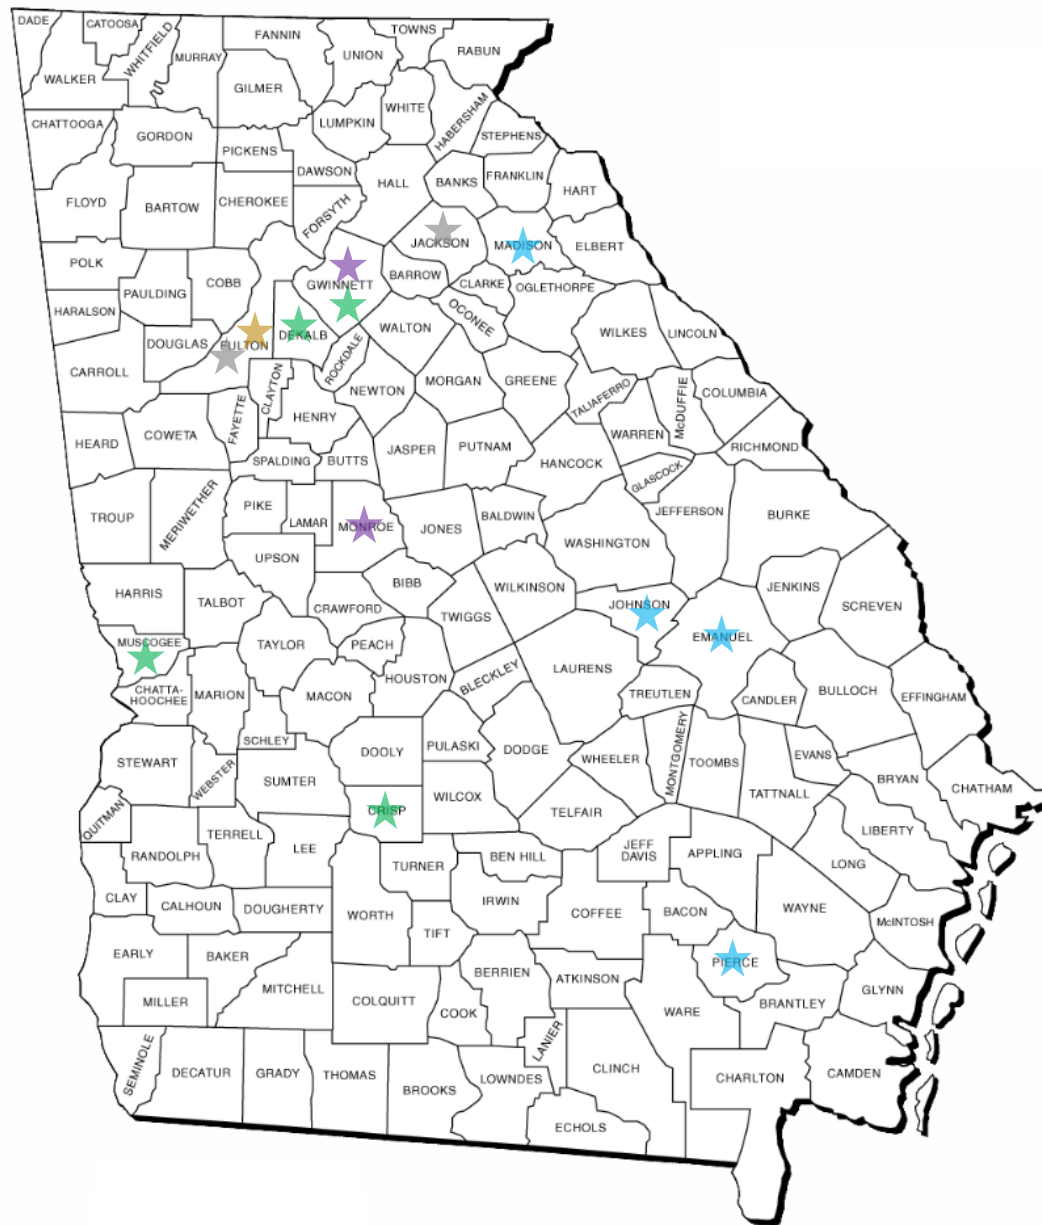 DADE
CATOOSA
WHITFIELD
MURRAY
FANNIN
UNION
TOWNS
RABUN
WALKER
GILMER
LUMPKIN
WHITE
HABERSHAM
STEPHENS
CHATTOOGA
GORDON
PICKENS
DAWSON
HALL
BANKS
FRANKLIN
HART
FLOYD
BARTOW
CHEROKEE
FORSYTH
JACKSON
MADISON
ELBERT
POLK
PAULDING
COBB
GWINNETT
BARROW
CLARKE
OGLETHORPE
HARALSON
DOUGLAS
FULTON
DEKALB
ROCKDALE
WALTON
OCONEE
WILKES
LINCOLN
CARROLL
CLAYTON
NEWTON
MORGAN
GREENE
TALIAFERRO
McDUFFIE
COLUMBIA
HEARD
COWETA
FAYETTE
HENRY
JASPER
PUTNAM
HANCOCK
WARREN
RICHMOND
SPALDING
BUTTS
GLASCOCK
TROUP
MERIWETHER
PIKE
LAMAR
MONROE
JONES
BALDWIN
WASHINGTON
JEFFERSON
BURKE
UPSON
HARRIS
TALBOT
CRAWFORD
BIBB
TWIGGS
WILKINSON
JOHNSON
EMANUEL
JENKINS
SCREVEN
MUSCOGEE
TAYLOR
PEACH
HOUSTON
BLECKLEY
LAURENS
CHATTA-
HOOCHEE
MARION
MACON
TREUTLEN
CANDLER
BULLOCH
EFFINGHAM
STEWART
WEBSTER
SCHLEY
SUMTER
DOOLY
PULASKI
DODGE
WHEELER
MONTGOMERY
TOOMBS
EVANS
TATTNALL
BRYAN
CHATHAM
QUITMAN
CRISP
WILCOX
TELFAIR
LIBERTY
RANDOLPH
TERRELL
LEE
TURNER
BEN HILL
JEFF
DAVIS
APPLING
LONG
CLAY
CALHOUN
DOUGHERTY
WORTH
TIFT
IRWIN
COFFEE
BACON
WAYNE
McINTOSH
EARLY
BAKER
MITCHELL
BERRIEN
ATKINSON
PIERCE
MILLER
COLQUITT
COOK
LANIER
WARE
BRANTLEY
GLYNN
SEMINOLE
DECATUR
GRADY
THOMAS
BROOKS
LOWNDES
CLINCH
CHARLTON
CAMDEN
ECHOLS